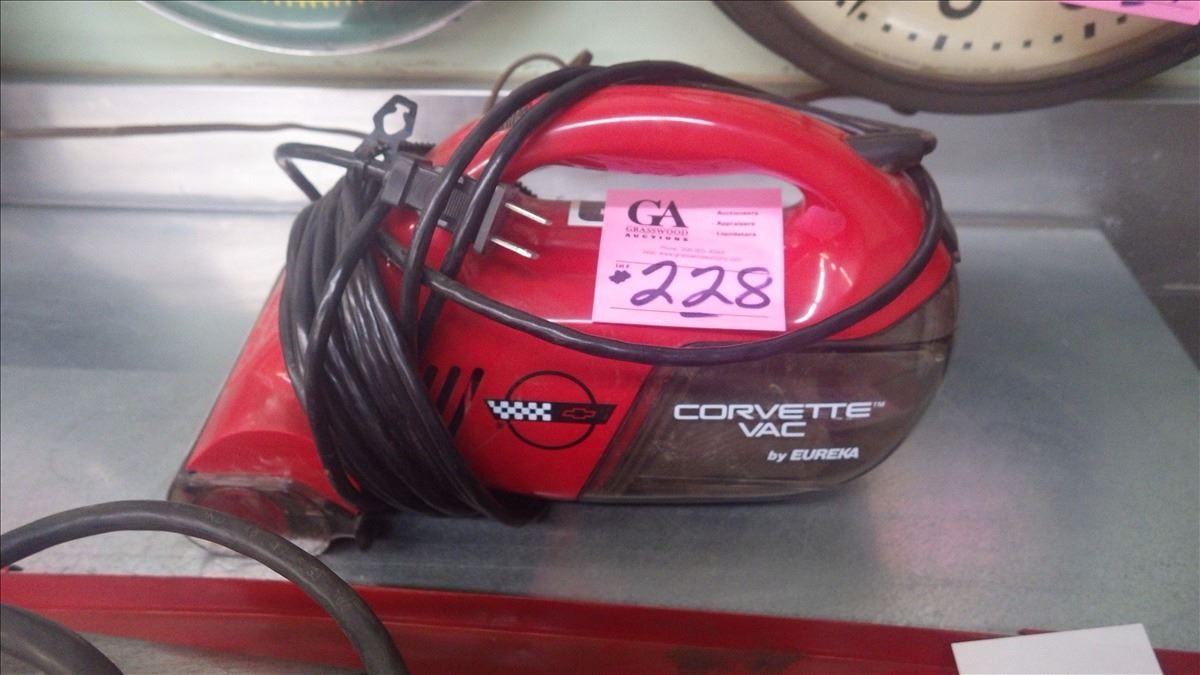 GA
GRASSWOOD
AUCTIONS
Auctioneers
Appraisers
Liquidators
Lot #
228
CORVETTE™
VAC
by EUREKA